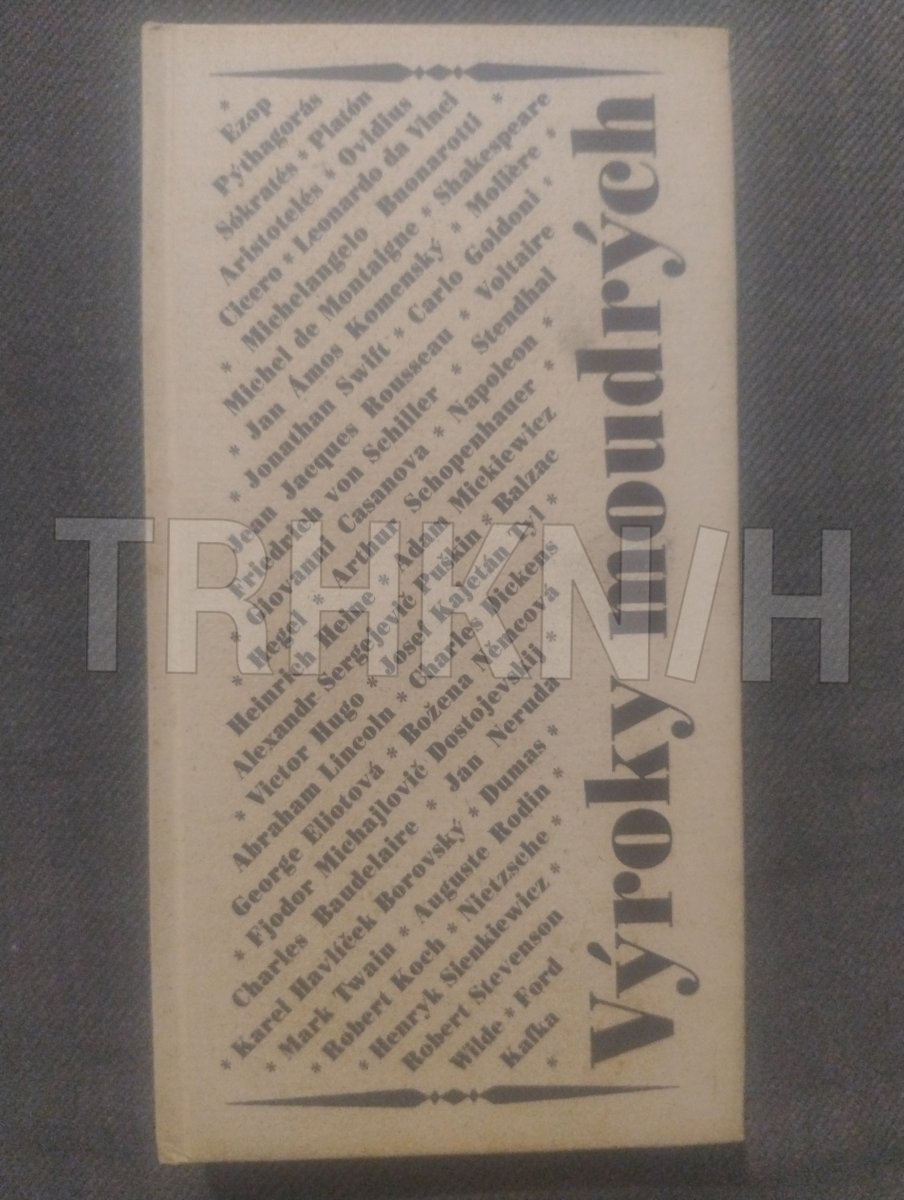 * Ezop
Pýthagorás
Sókratés * Platón
Aristotelés * Ovidius
Cicero * Leonardo da Vinci
* Michelangelo Buonarotti *
Michel de Montaigne * Shakespeare
* Jan Ámos Komenský * Molière *
* Jonathan Swift * Carlo Goldoni *
Jean Jacques Rousseau * Voltaire
Friedrich von Schiller * Stendhal
* Giovanni Casanova * Napoleon *
* Hegel * Arthur Schopenhauer *
Heinrich Heine * Adam Mickiewicz
Alexandr Sergejevič Puškin * Balzac
* Victor Hugo * Josef Kajetán Tyl *
Abraham Lincoln * Charles Dickens
George Eliotová * Božena Němcová
* Fjodor Michajlovič Dostojevskij *
Charles Baudelaire * Jan Neruda
* Karel Havlíček Borovský * Dumas *
* Mark Twain * Auguste Rodin *
* Robert Koch * Nietzsche *
* Henryk Sienkiewicz *
Robert Stevenson
Wilde * Ford
Kafka
*
Výroky moudrých
TRHKN/H